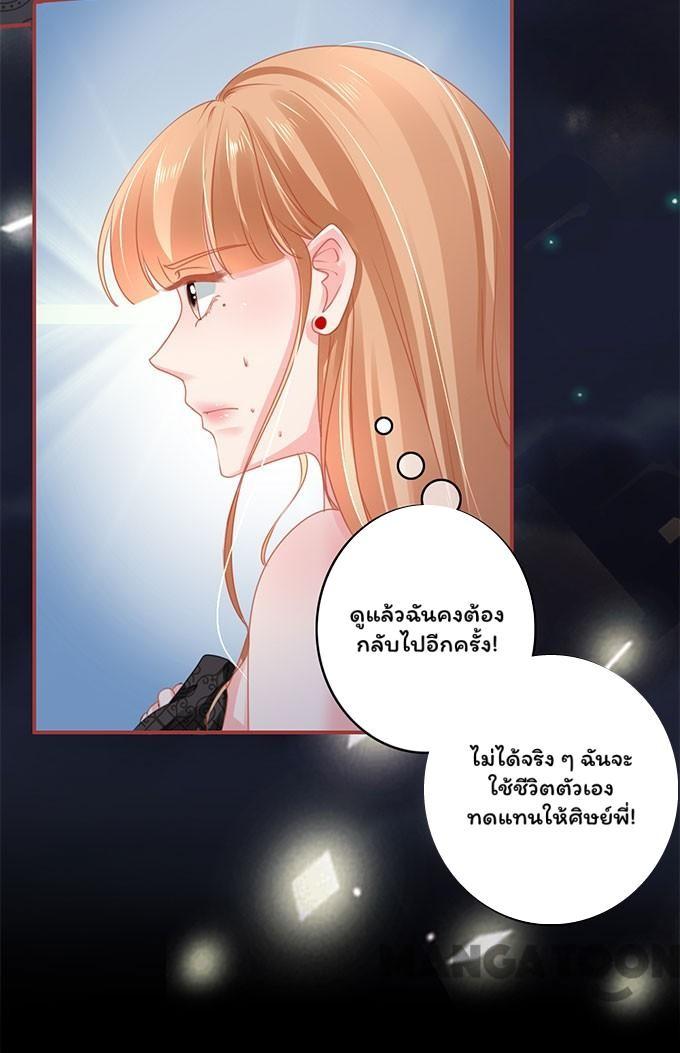 ดูแล้วฉันคงต้อง
กลับไปอีกครั้ง!
ไม่ได้จริง ๆ ฉันจะ
ใช้ชีวิตตัวเอง
ทดแทนให้ศิษย์พี่!
MANGATOON